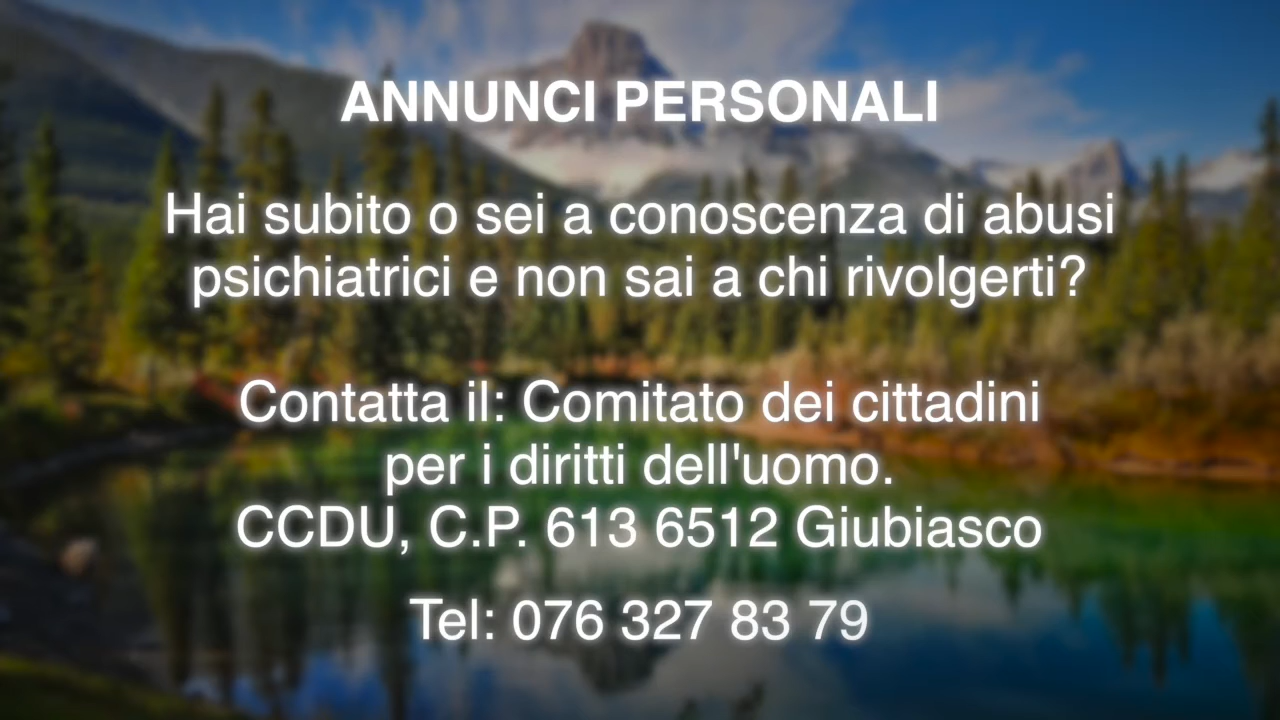 ANNUNCI PERSONALI
Hai subito o sei a conoscenza di abusi
psichiatrici e non sai a chi rivolgerti?
Contatta il: Comitato dei cittadini
per i diritti dell'uomo.
CCDU, C.P. 613 6512 Giubiasco
Tel: 076 327 83 79